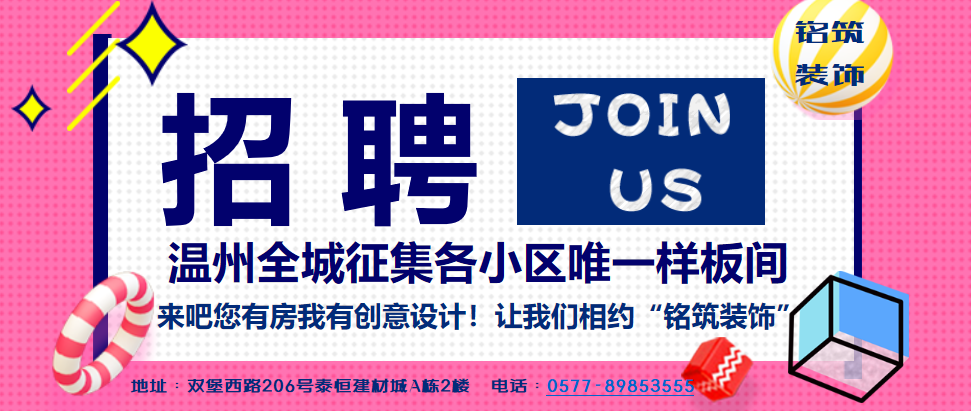 铭筑
装饰
招聘
JOIN
US
温州全城征集各小区唯一样板间
来吧您有房我有创意设计！让我们相约“铭筑装饰”
地址：双堡西路206号泰恒建材城A栋2楼 电话：0577-89853555